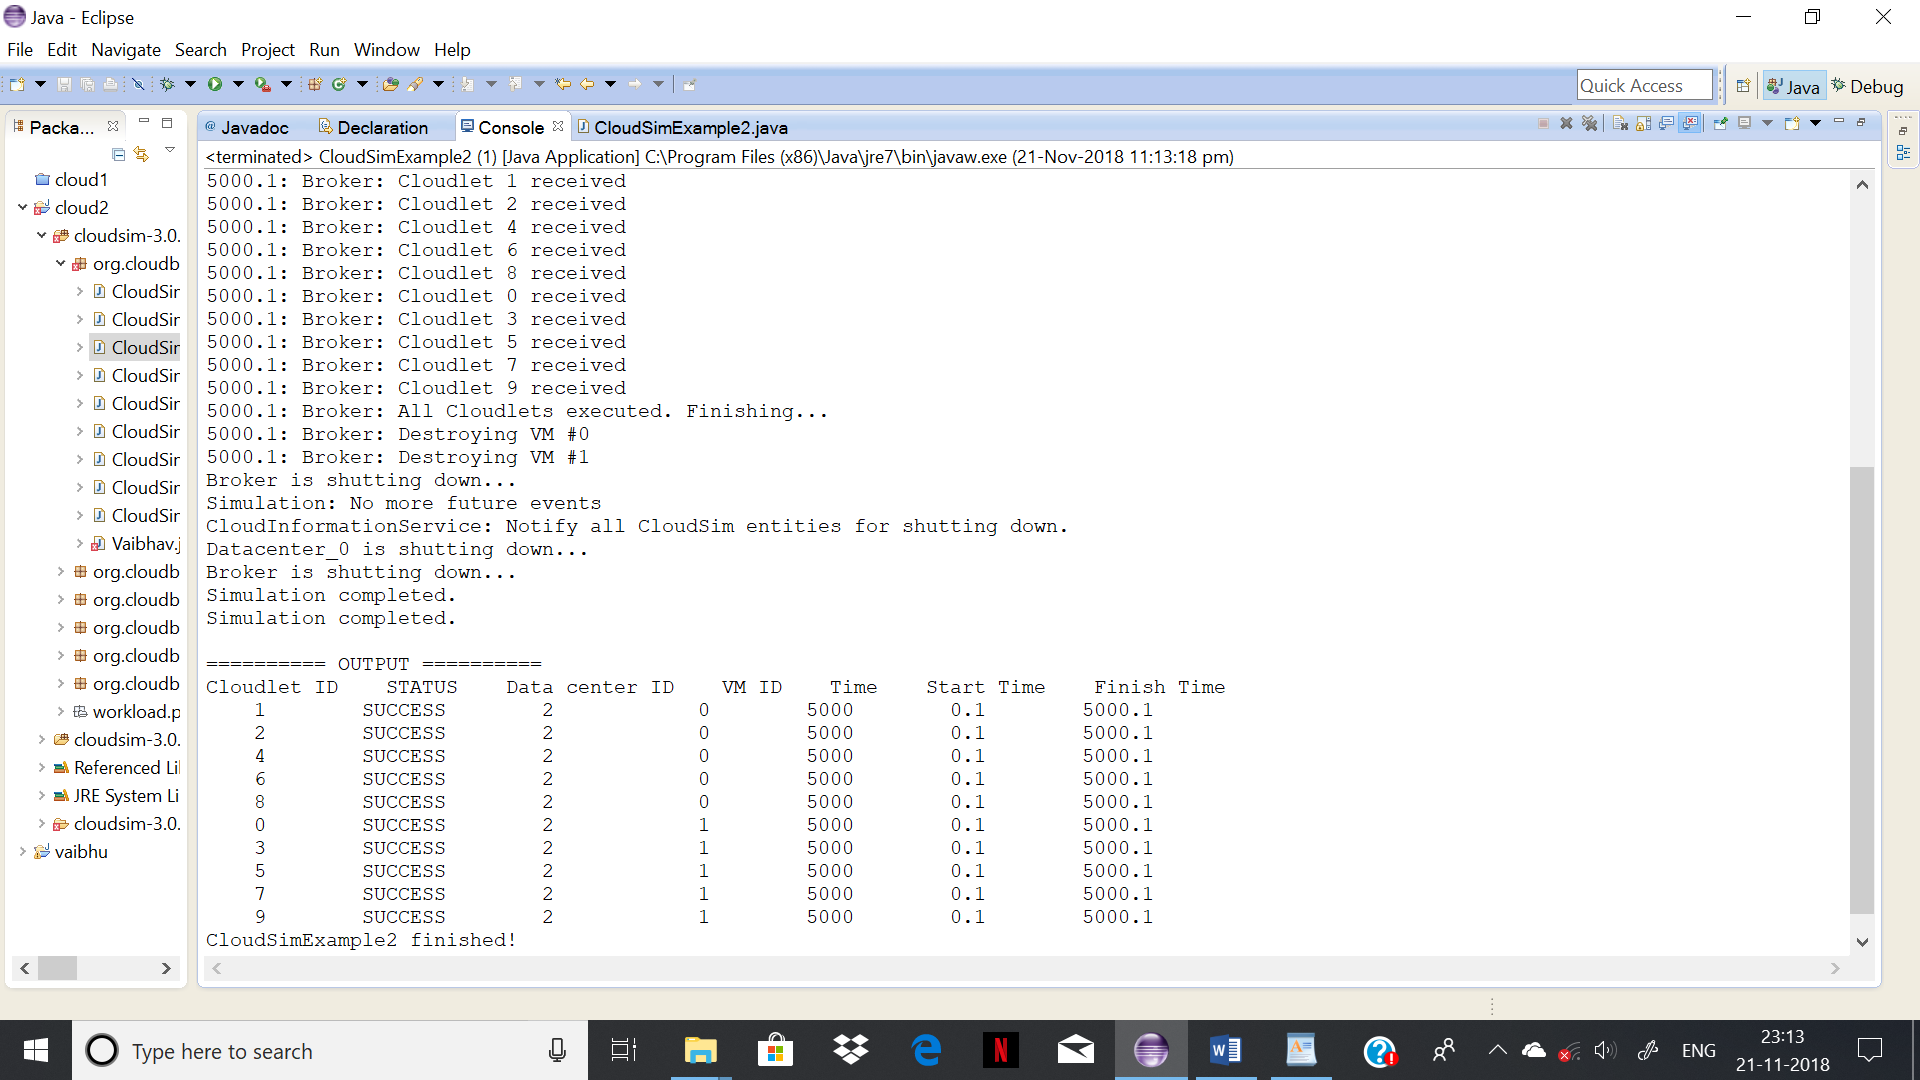 Java - Eclipse
File Edit Navigate Search Project Run Window Help
Quick Access
Java
Debug
Packa...
@ Javadoc
Declaration
Console
CloudSimExample2.java
<terminated> CloudSimExample2 (1) [Java Application] C:\Program Files (x86)\Java\jre7\bin\javaw.exe (21-Nov-2018 11:13:18 pm)
cloud1
cloud2
cloudsim-3.0.
org.cloudb
CloudSir
CloudSir
CloudSir
CloudSir
CloudSir
CloudSir
CloudSir
CloudSir
CloudSir
Vaibhav.j
org.cloudb
org.cloudb
org.cloudb
org.cloudb
org.cloudb
workload.p
cloudsim-3.0.
Referenced Li
JRE System Li
cloudsim-3.0.
vaibhu
5000.1: Broker: Cloudlet 1 received
5000.1: Broker: Cloudlet 2 received
5000.1: Broker: Cloudlet 4 received
5000.1: Broker: Cloudlet 6 received
5000.1: Broker: Cloudlet 8 received
5000.1: Broker: Cloudlet 0 received
5000.1: Broker: Cloudlet 3 received
5000.1: Broker: Cloudlet 5 received
5000.1: Broker: Cloudlet 7 received
5000.1: Broker: Cloudlet 9 received
5000.1: Broker: All Cloudlets executed. Finishing...
5000.1: Broker: Destroying VM #0
5000.1: Broker: Destroying VM #1
Broker is shutting down...
Simulation: No more future events
CloudInformationService: Notify all CloudSim entities for shutting down.
Datacenter_0 is shutting down...
Broker is shutting down...
Simulation completed.
Simulation completed.
========== OUTPUT ==========
Cloudlet ID STATUS Data center ID VM ID Time Start Time Finish Time
1 SUCCESS 2 0 5000 0.1 5000.1
2 SUCCESS 2 0 5000 0.1 5000.1
4 SUCCESS 2 0 5000 0.1 5000.1
6 SUCCESS 2 0 5000 0.1 5000.1
8 SUCCESS 2 0 5000 0.1 5000.1
0 SUCCESS 2 1 5000 0.1 5000.1
3 SUCCESS 2 1 5000 0.1 5000.1
5 SUCCESS 2 1 5000 0.1 5000.1
7 SUCCESS 2 1 5000 0.1 5000.1
9 SUCCESS 2 1 5000 0.1 5000.1
CloudSimExample2 finished!
Type here to search
ENG
23:13
21-11-2018